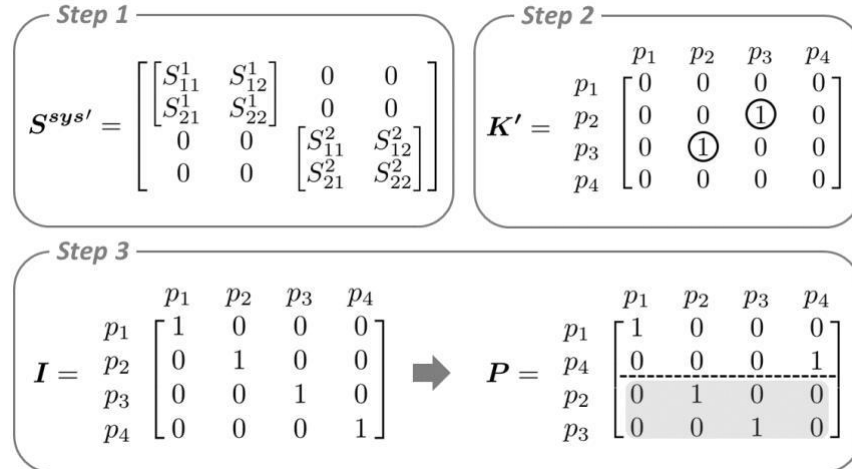 Step 1
S^{sys'} = [[S^1_{11} S^1_{12}] 0 0
[S^1_{21} S^1_{22}] 0 0
0 0 [S^2_{11} S^2_{12}]
0 0 [S^2_{21} S^2_{22}]]
Step 2
p_1 p_2 p_3 p_4
K' =
p_1 [0 0 0 0
p_2 0 0 1 0
p_3 0 1 0 0
p_4 0 0 0 0]
Step 3
p_1 p_2 p_3 p_4
I =
p_1 [1 0 0 0
p_2 0 1 0 0
p_3 0 0 1 0
p_4 0 0 0 1]
p_1 p_2 p_3 p_4
P =
p_1 [1 0 0 0
p_4 0 0 0 1
p_2 0 1 0 0
p_3 0 0 1 0]